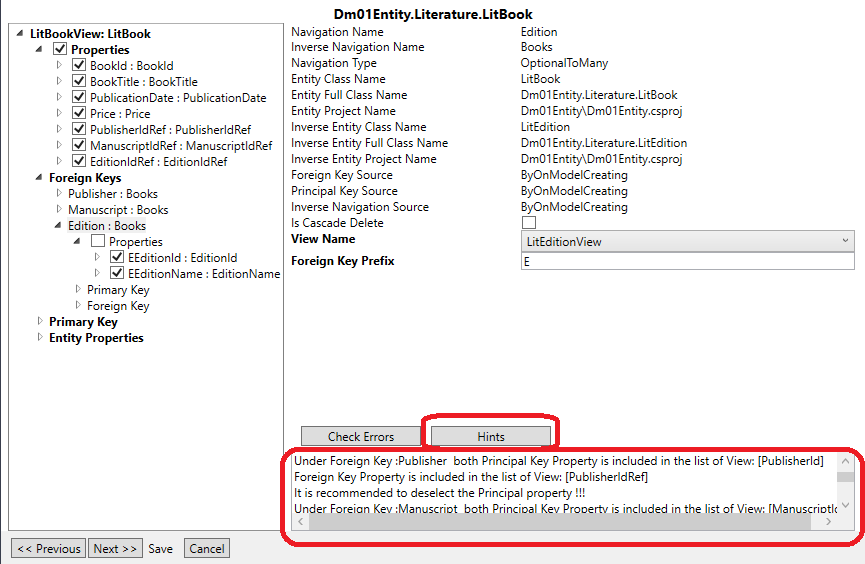 Dm01Entity.Literature.LitBook
LitBookView: LitBook
Properties
BookId : BookId
BookTitle : BookTitle
PublicationDate : PublicationDate
Price : Price
PublisherIdRef : PublisherIdRef
ManuscriptIdRef : ManuscriptIdRef
EditionIdRef : EditionIdRef
Foreign Keys
Publisher : Books
Manuscript : Books
Edition : Books
Properties
EEditionId : EditionId
EEditionName : EditionName
Primary Key
Foreign Key
Primary Key
Entity Properties
Navigation Name Edition
Inverse Navigation Name Books
Navigation Type OptionalToMany
Entity Class Name LitBook
Entity Full Class Name Dm01Entity.Literature.LitBook
Entity Project Name Dm01Entity\Dm01Entity.csproj
Inverse Entity Class Name LitEdition
Inverse Entity Full Class Name Dm01Entity.Literature.LitEdition
Inverse Entity Project Name Dm01Entity\Dm01Entity.csproj
Foreign Key Source ByOnModelCreating
Principal Key Source ByOnModelCreating
Inverse Navigation Source ByOnModelCreating
Is Cascade Delete
View Name LitEditionView
Foreign Key Prefix E
Check Errors Hints
Under Foreign Key :Publisher both Principal Key Property is included in the list of View: [PublisherId]
Foreign Key Property is included in the list of View: [PublisherIdRef]
It is recommended to deselect the Principal property !!!
Under Foreign Key :Manuscript both Principal Key Property is included in the list of View: [ManuscriptId
<< Previous Next >> Save Cancel